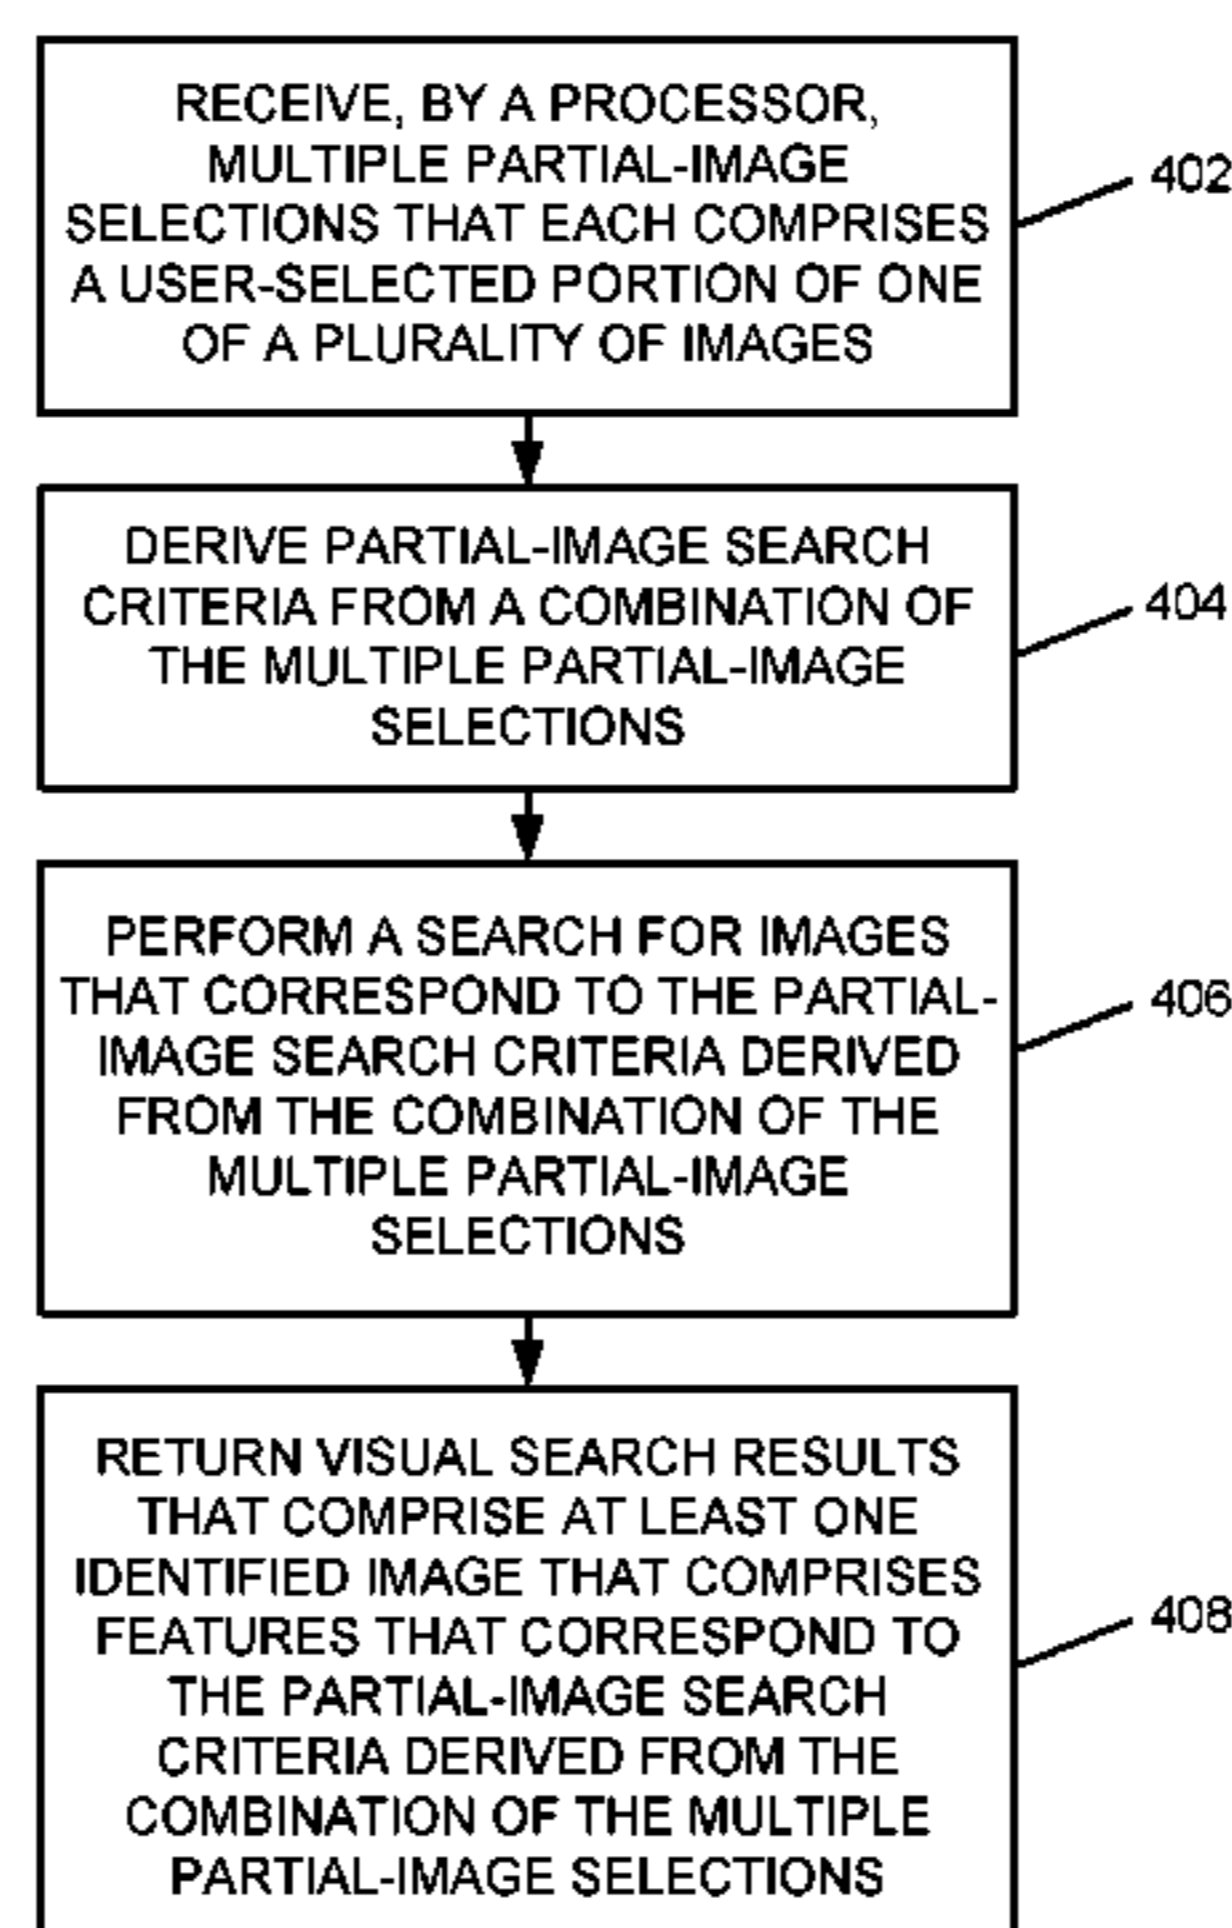 RECEIVE, BY A PROCESSOR,
MULTIPLE PARTIAL-IMAGE
SELECTIONS THAT EACH COMPRISES
A USER-SELECTED PORTION OF ONE
OF A PLURALITY OF IMAGES
402
DERIVE PARTIAL-IMAGE SEARCH
CRITERIA FROM A COMBINATION OF
THE MULTIPLE PARTIAL-IMAGE
SELECTIONS
404
PERFORM A SEARCH FOR IMAGES
THAT CORRESPOND TO THE PARTIAL-
IMAGE SEARCH CRITERIA DERIVED
FROM THE COMBINATION OF THE
MULTIPLE PARTIAL-IMAGE
SELECTIONS
406
RETURN VISUAL SEARCH RESULTS
THAT COMPRISE AT LEAST ONE
IDENTIFIED IMAGE THAT COMPRISES
FEATURES THAT CORRESPOND TO
THE PARTIAL-IMAGE SEARCH
CRITERIA DERIVED FROM THE
COMBINATION OF THE MULTIPLE
PARTIAL-IMAGE SELECTIONS
408